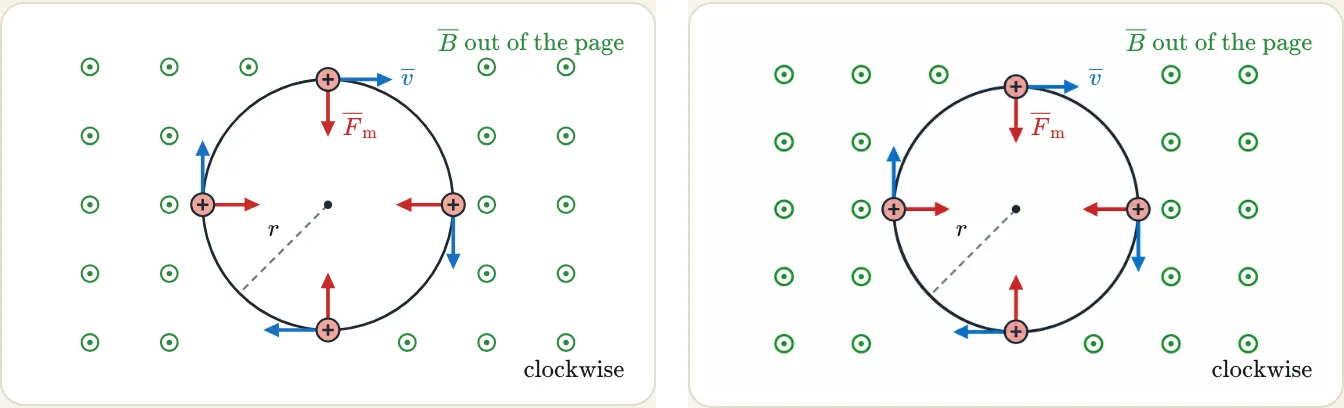 B̅ out of the page
v̅
F̅ₘ
r
clockwise
B̅ out of the page
v̅
F̅ₘ
r
clockwise